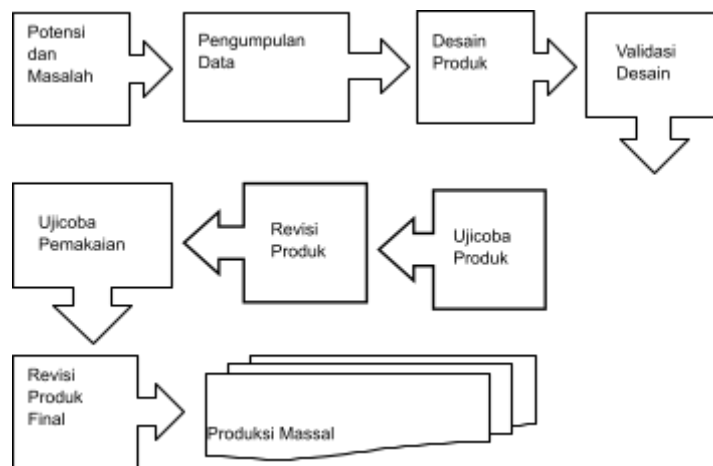 Potensi
dan
Masalah
Pengumpulan
Data
Desain
Produk
Validasi
Desain
Ujicoba
Pemakaian
Revisi
Produk
Ujicoba
Produk
Revisi
Produk
Final
Produksi Massal